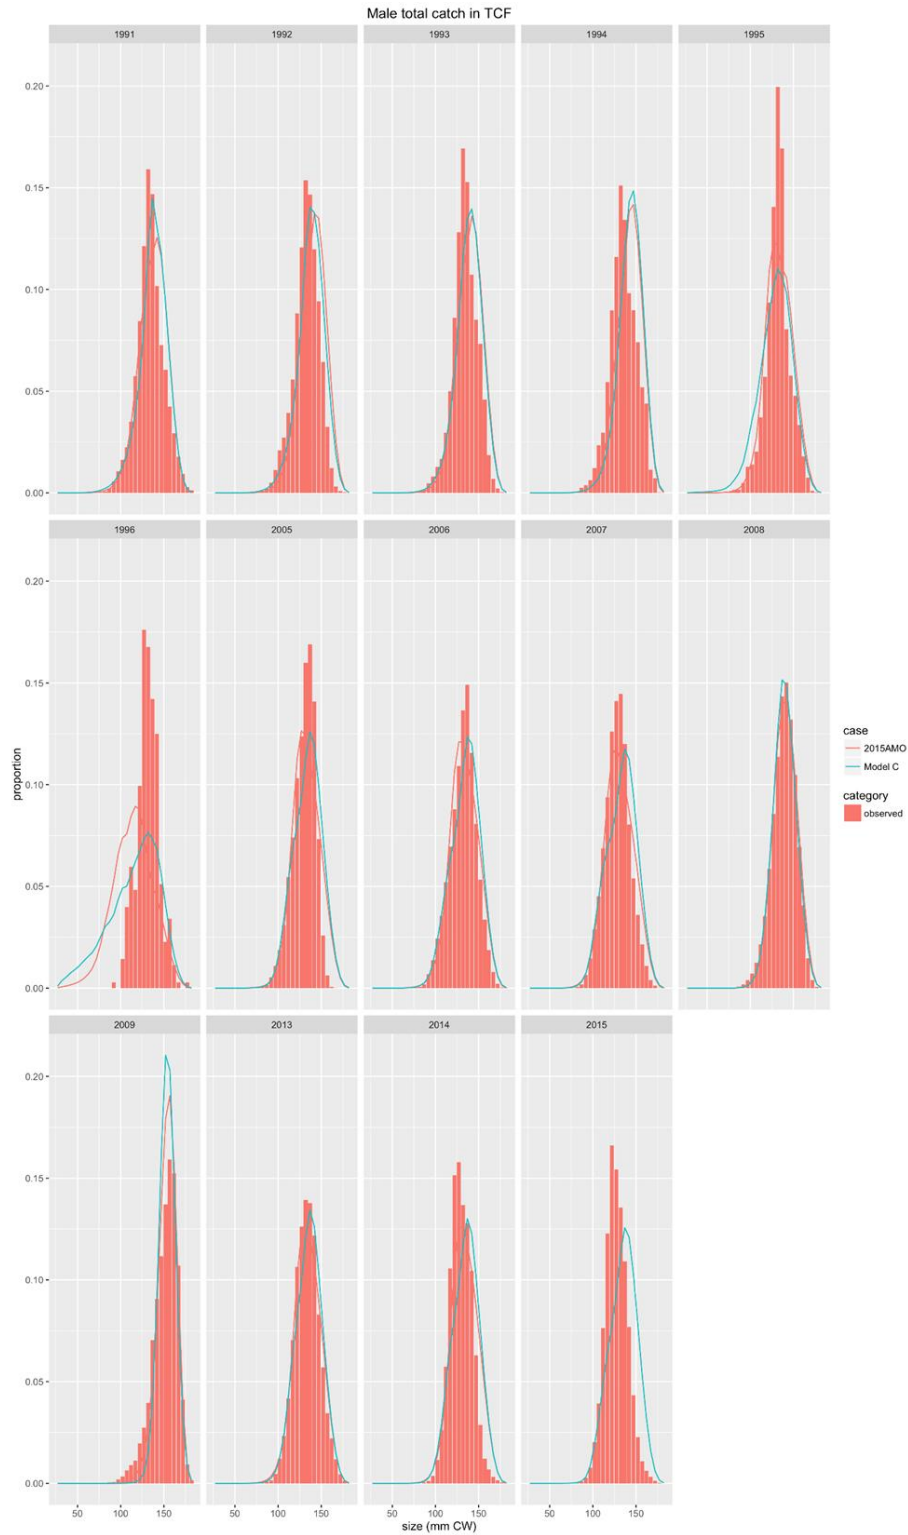 Male total catch in TCF
1991 1992 1993 1994 1995
0.20
0.15
0.10
0.05
0.00
1996 2005 2006 2007 2008
0.20
0.15
0.10
0.05
0.00
proportion
case
2015AMO
Model C
category
observed
2009 2013 2014 2015
0.20
0.15
0.10
0.05
0.00
50 100 150 50 100 150 50 100 150 50 100 150
size (mm CW)